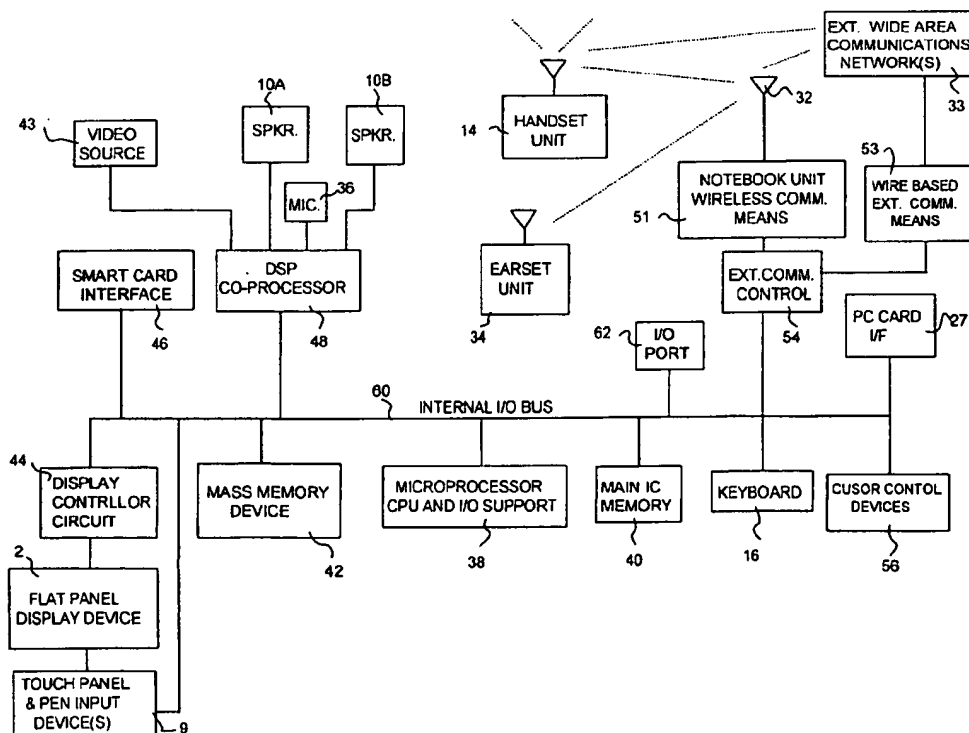 EXT. WIDE AREA
COMMUNICATIONS
NETWORK(S)
33
10A
10B
43
VIDEO
SOURCE
SPKR.
SPKR.
14
HANDSET
UNIT
32
36
MIC.
53
NOTEBOOK UNIT
WIRELESS COMM.
MEANS
51
WIRE BASED
EXT. COMM.
MEANS
SMART CARD
INTERFACE
46
DSP
CO-PROCESSOR
48
EARSET
UNIT
34
EXT.COMM.
CONTROL
54
PC CARD
I/F
27
62
I/O
PORT
60
INTERNAL I/O BUS
44
DISPLAY
CONTRLLOR
CIRCUIT
MASS MEMORY
DEVICE
42
MICROPROCESSOR
CPU AND I/O SUPPORT
38
MAIN IC
MEMORY
40
KEYBOARD
16
CUSOR CONTOL
DEVICES
56
2
FLAT PANEL
DISPLAY DEVICE
TOUCH PANEL
& PEN INPUT
DEVICE(S)
9